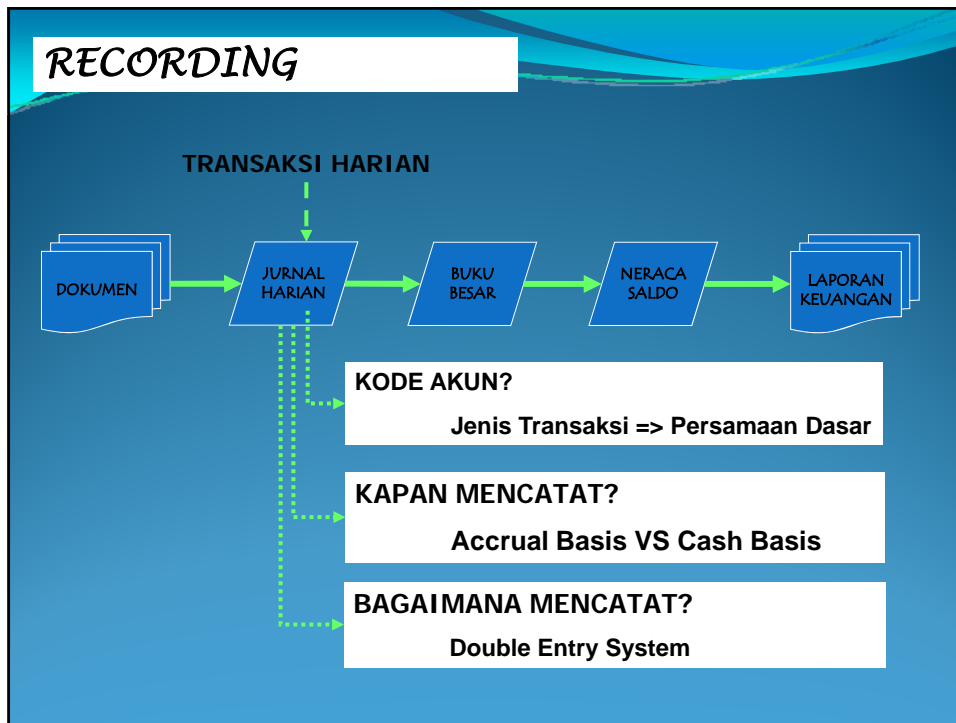 RECORDING
TRANSAKSI HARIAN
DOKUMEN
JURNAL
HARIAN
BUKU
BESAR
NERACA
SALDO
LAPORAN
KEUANGAN
KODE AKUN?
Jenis Transaksi => Persamaan Dasar
KAPAN MENCATAT?
Accrual Basis VS Cash Basis
BAGAIMANA MENCATAT?
Double Entry System